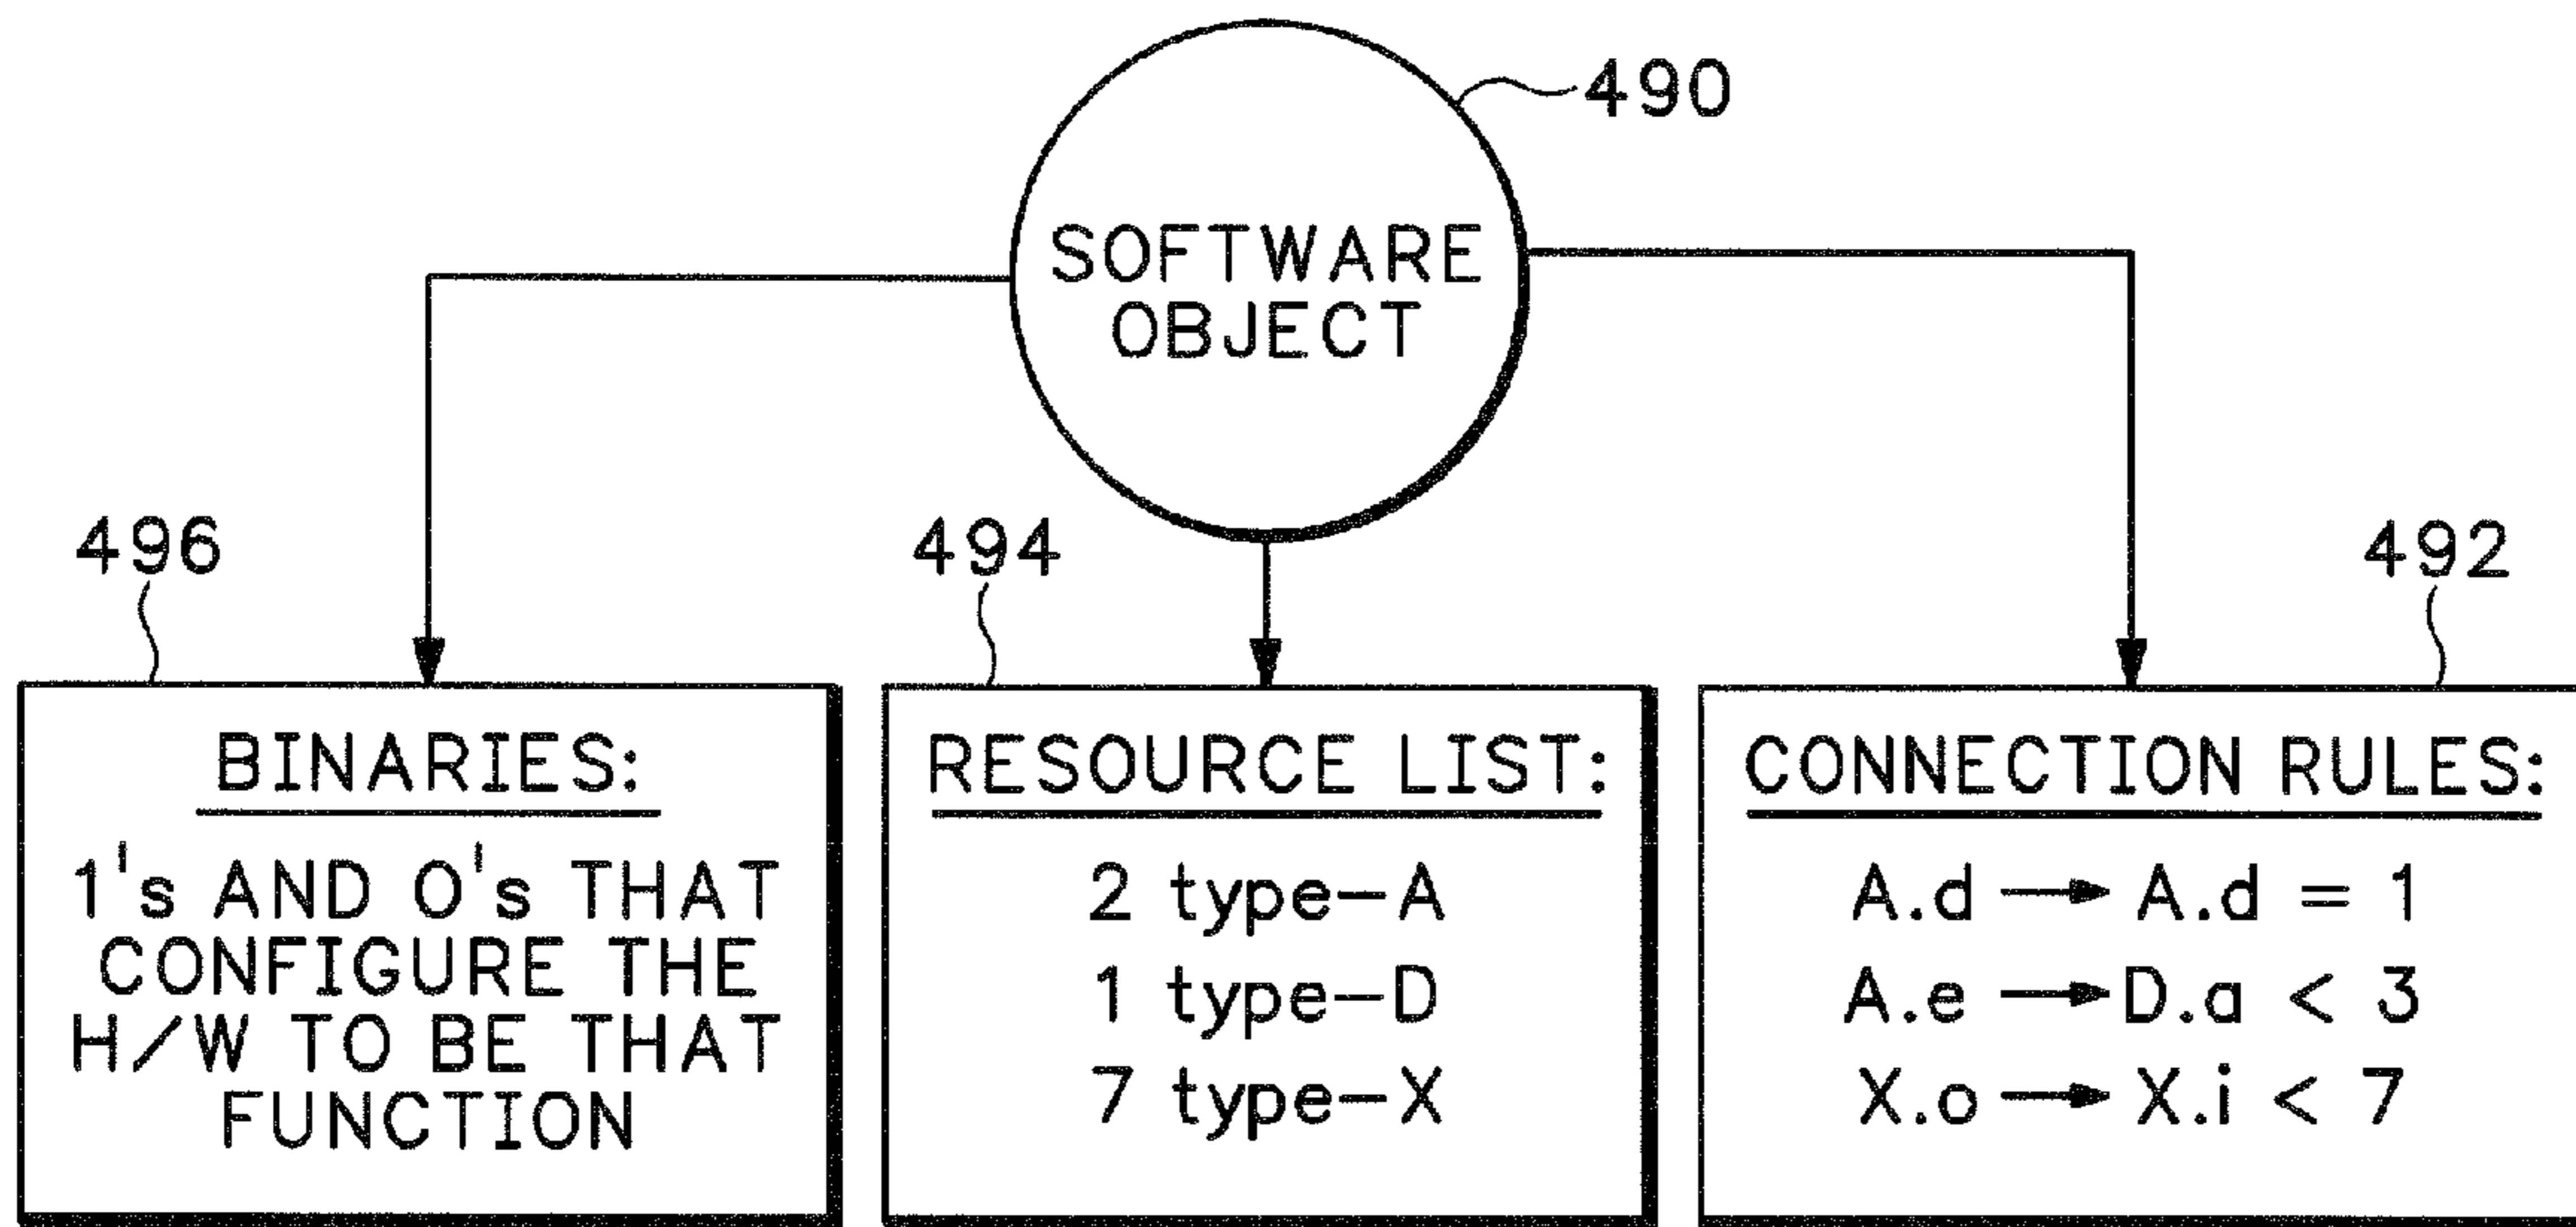 490
SOFTWARE
OBJECT
496
494
492
BINARIES:
1's AND 0's THAT
CONFIGURE THE
H/W TO BE THAT
FUNCTION
RESOURCE LIST:
2 type-A
1 type-D
7 type-X
CONNECTION RULES:
A.d → A.d = 1
A.e → D.a < 3
X.o → X.i < 7